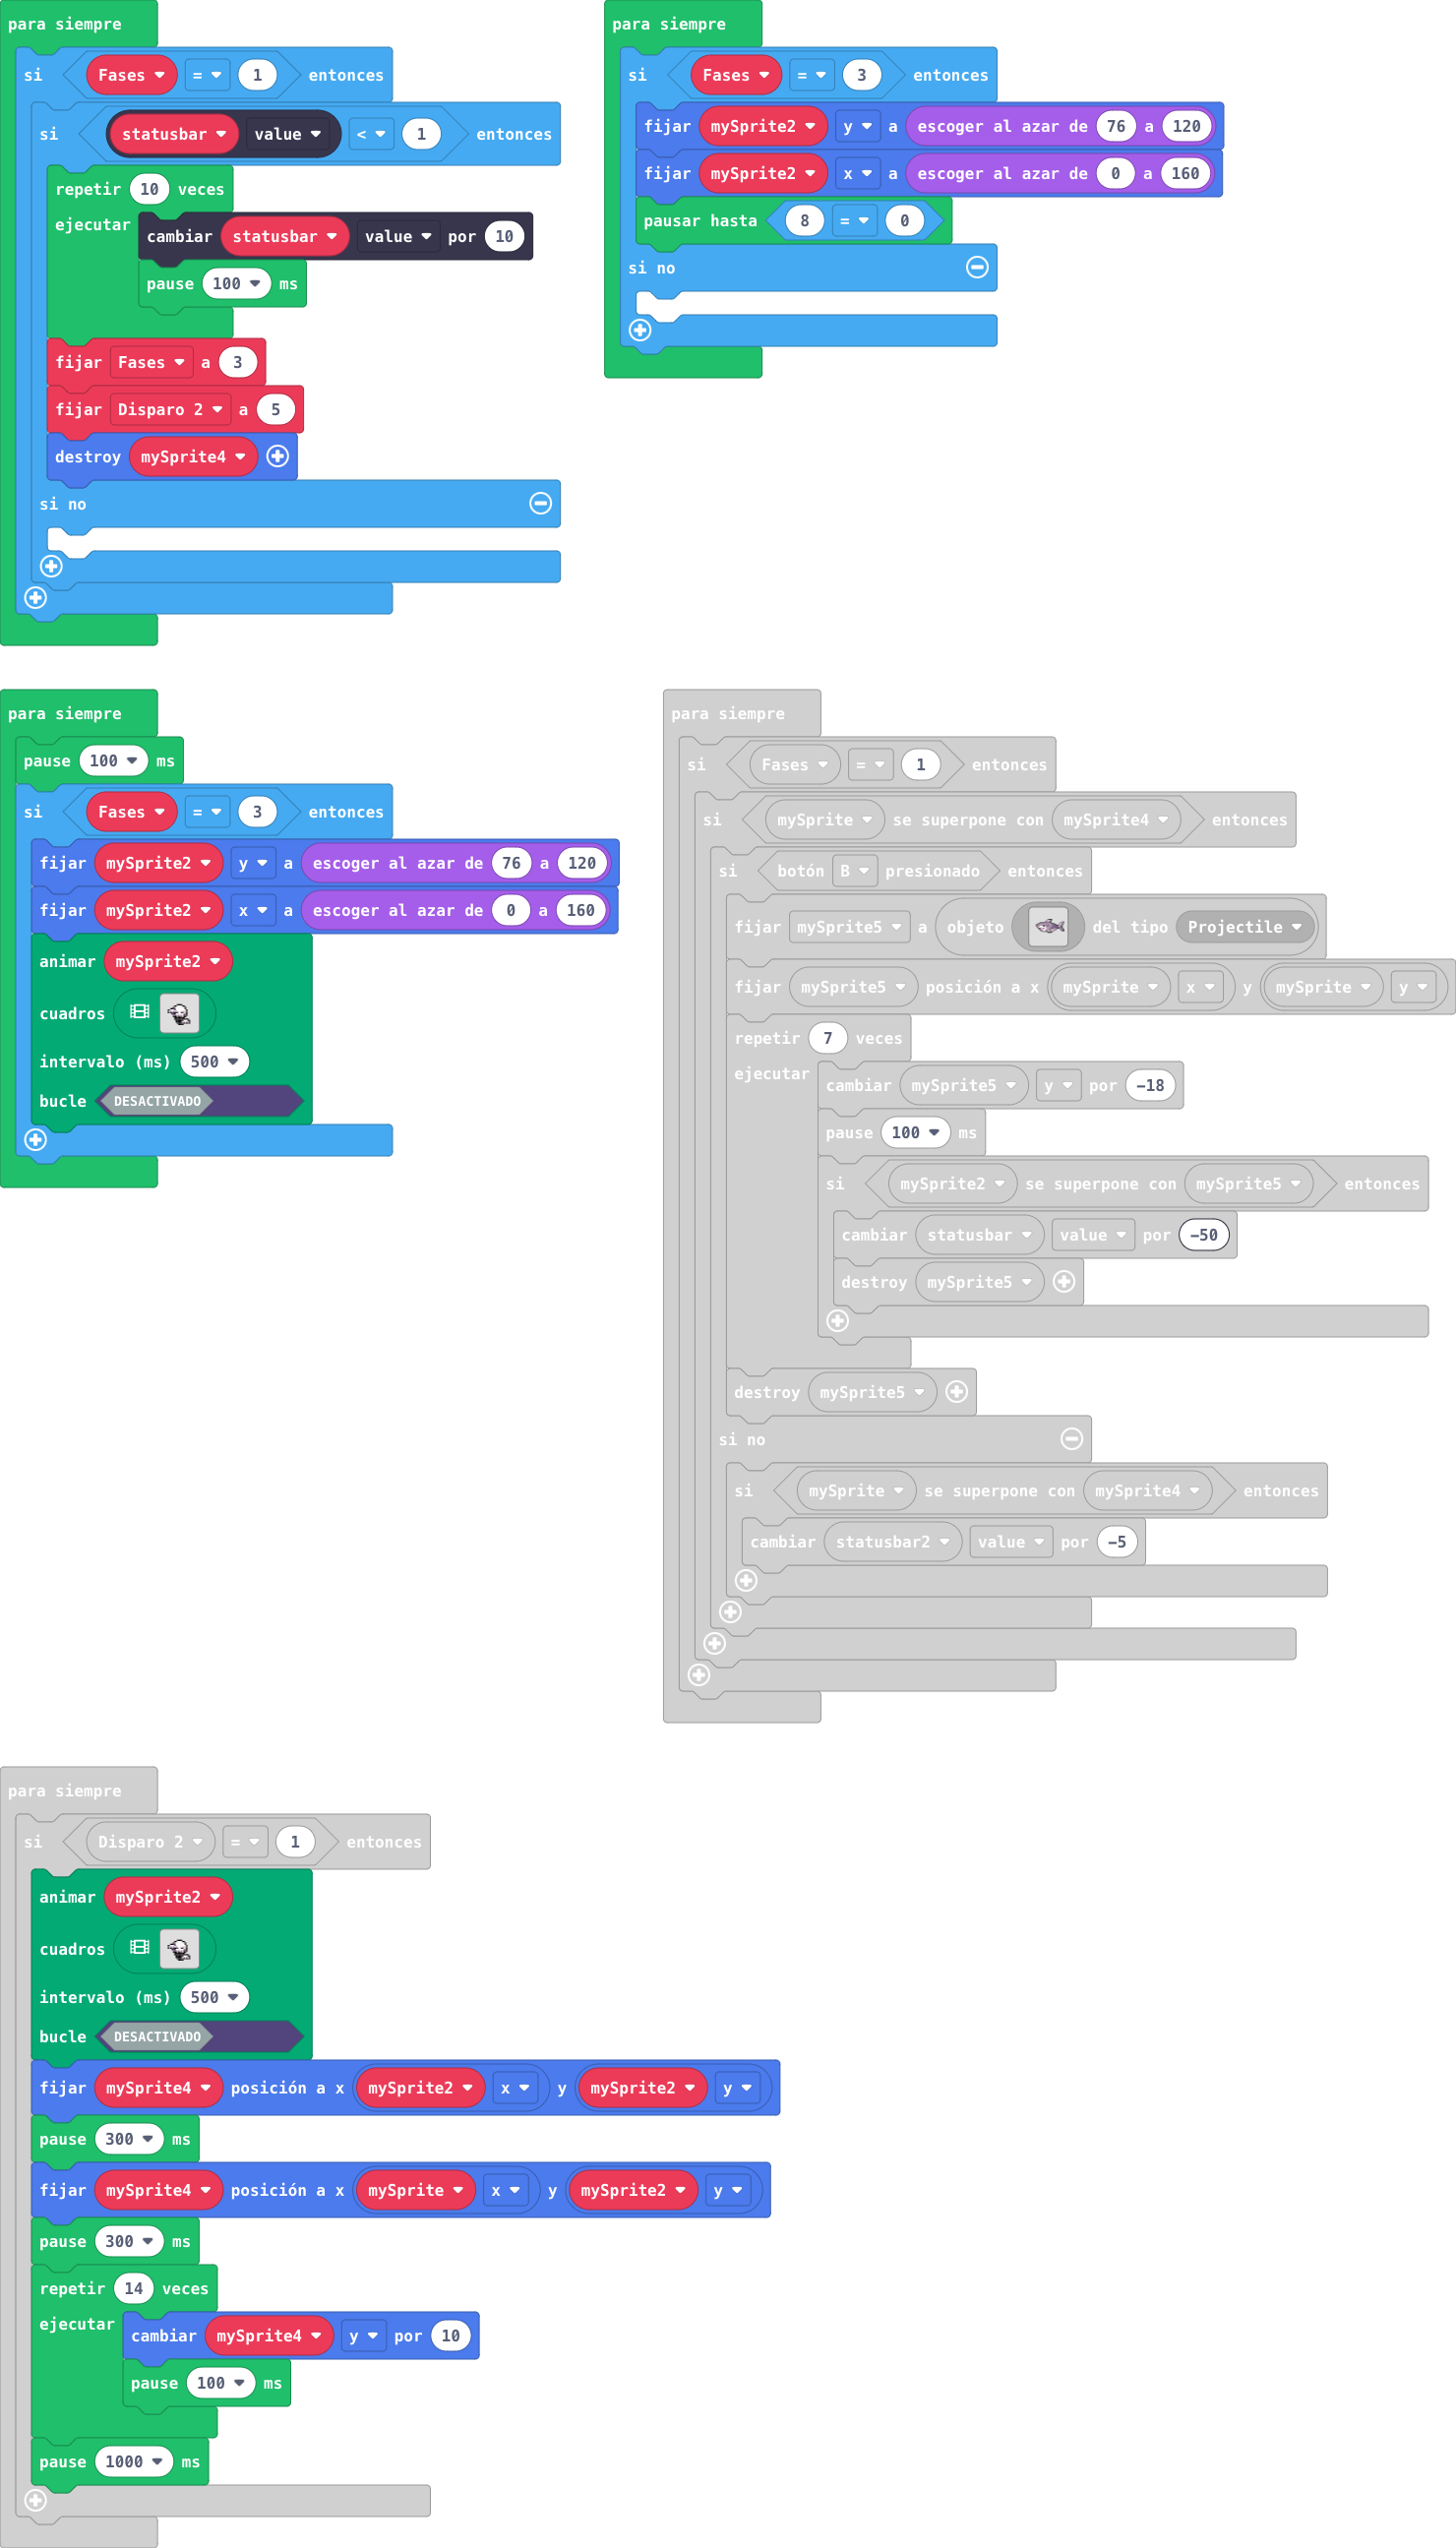 para siempre
si Fases = 1 entonces
si statusbar value < 1 entonces
repetir 10 veces
ejecutar cambiar statusbar value por 10
pause 100 ms
fijar Fases a 3
fijar Disparo 2 a 5
destroy mySprite4
si no
para siempre
si Fases = 3 entonces
fijar mySprite2 y a escoger al azar de 76 a 120
fijar mySprite2 x a escoger al azar de 0 a 160
pausar hasta 8 = 0
si no
para siempre
pause 100 ms
si Fases = 3 entonces
fijar mySprite2 y a escoger al azar de 76 a 120
fijar mySprite2 x a escoger al azar de 0 a 160
animar mySprite2
cuadros
intervalo (ms) 500
bucle DESACTIVADO
para siempre
si Fases = 1 entonces
si mySprite se superpone con mySprite4 entonces
si botón B presionado entonces
fijar mySprite5 a objeto del tipo Projectile
fijar mySprite5 posición a x mySprite x y mySprite y
repetir 7 veces
ejecutar cambiar mySprite5 y por -18
pause 100 ms
si mySprite2 se superpone con mySprite5 entonces
cambiar statusbar value por -50
destroy mySprite5
destroy mySprite5
si no
si mySprite se superpone con mySprite4 entonces
cambiar statusbar2 value por -5
para siempre
si Disparo 2 = 1 entonces
animar mySprite2
cuadros
intervalo (ms) 500
bucle DESACTIVADO
fijar mySprite4 posición a x mySprite2 x y mySprite2 y
pause 300 ms
fijar mySprite4 posición a x mySprite x y mySprite2 y
pause 300 ms
repetir 14 veces
ejecutar cambiar mySprite4 y por 10
pause 100 ms
pause 1000 ms